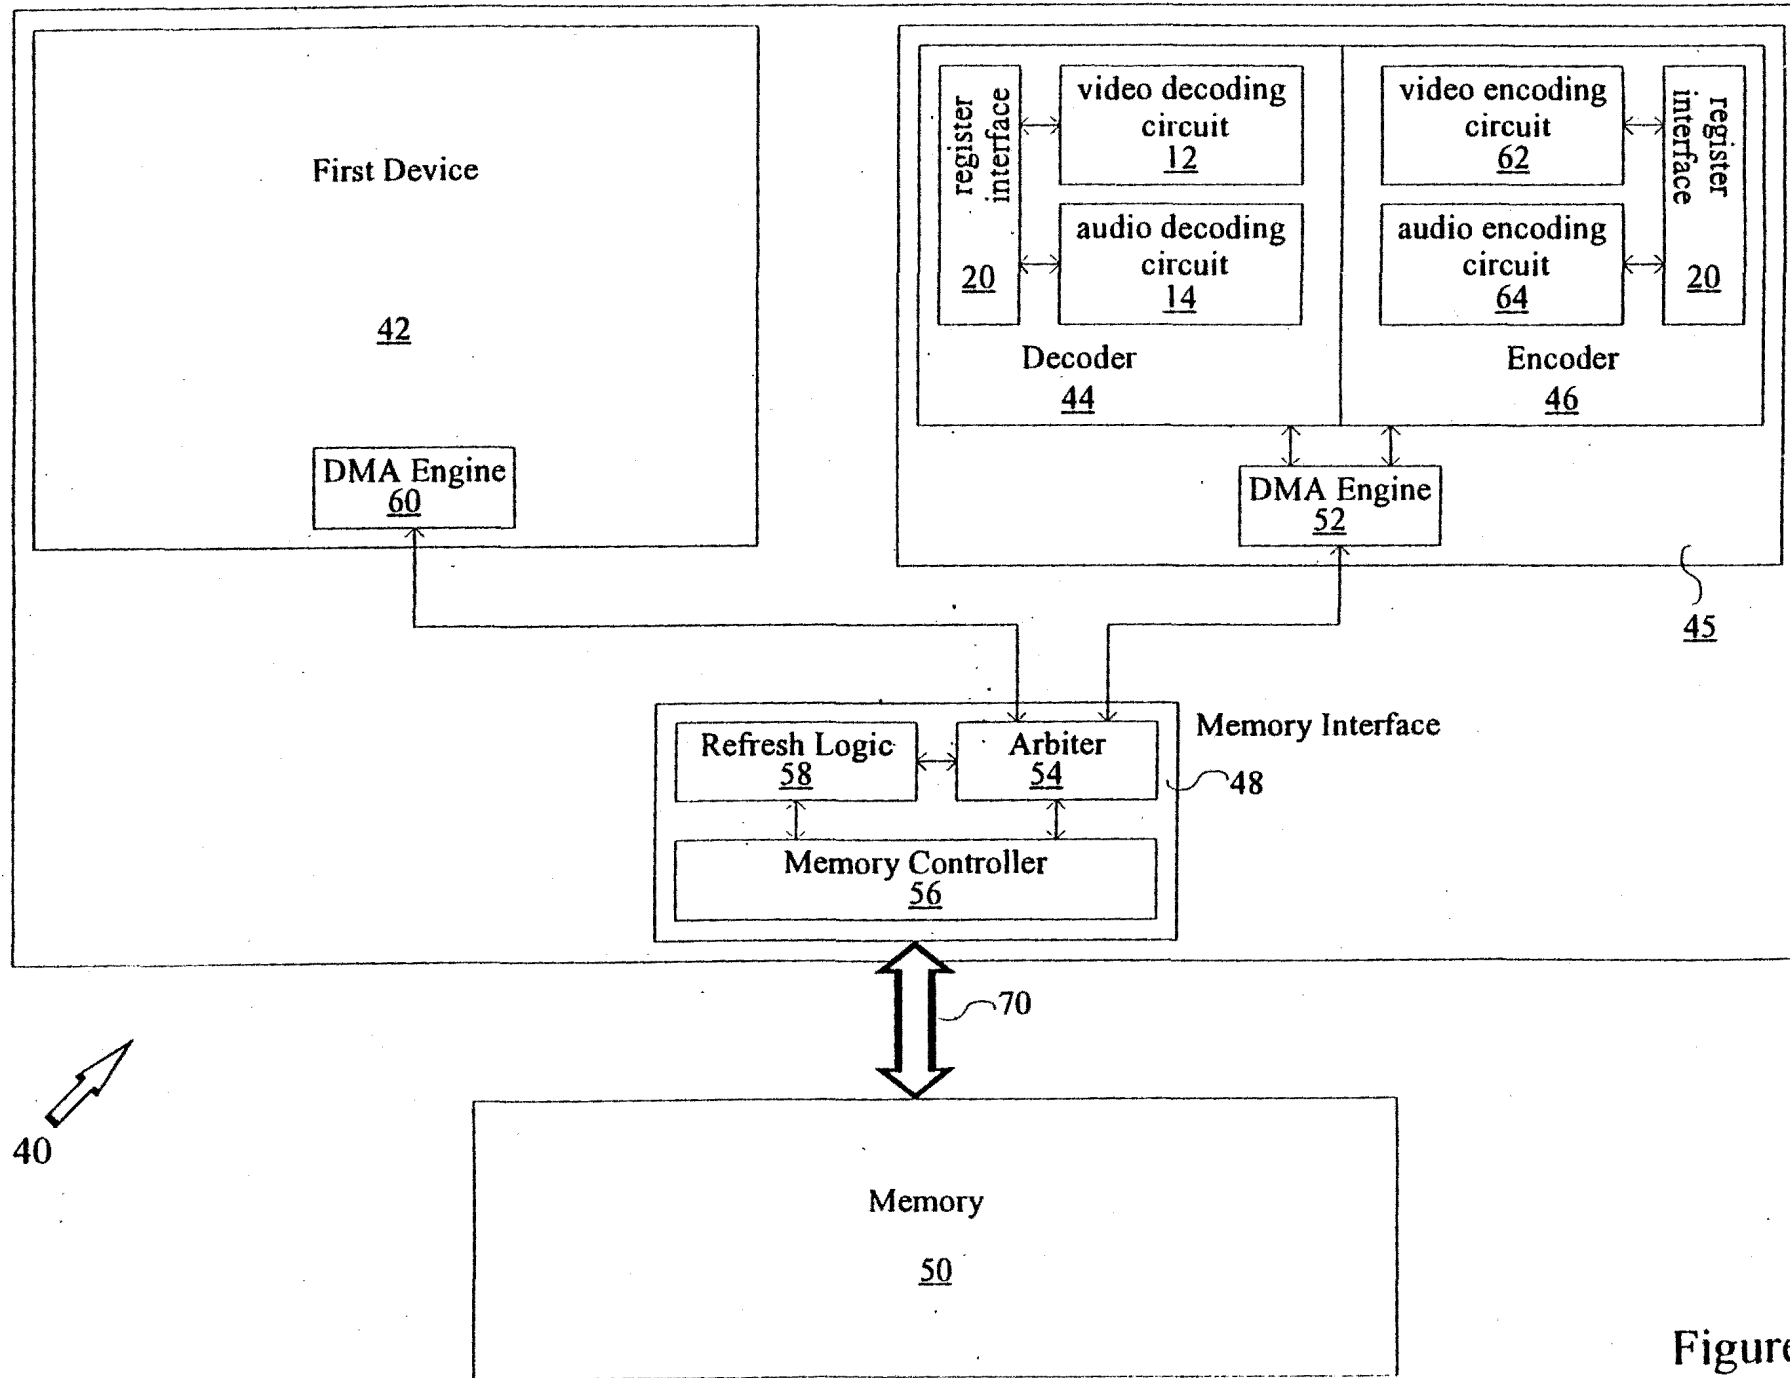 First Device
42
DMA Engine
60
register
interface
20
video decoding
circuit
12
audio decoding
circuit
14
Decoder
44
video encoding
circuit
62
audio encoding
circuit
64
register
interface
20
Encoder
46
DMA Engine
52
45
Refresh Logic
58
Arbiter
54
Memory Interface
48
Memory Controller
56
70
40
Memory
50
Figure